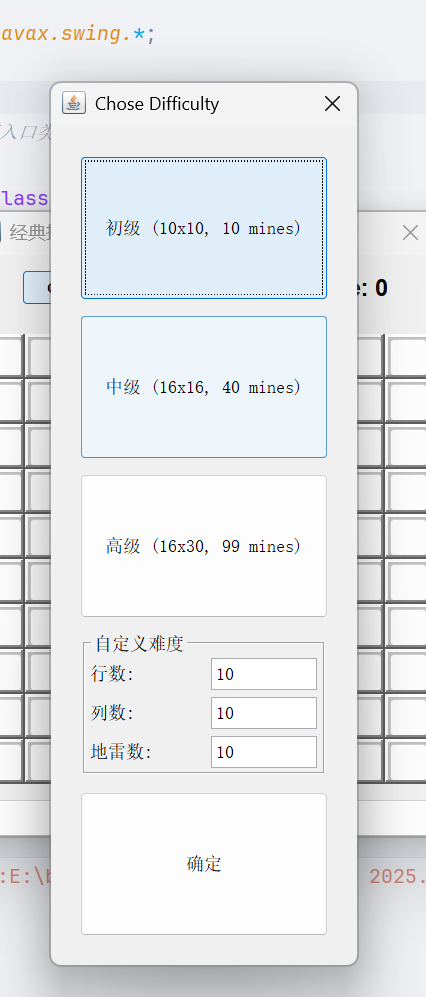 avax.swing.*;
Chose Difficulty
入口类
lass
经典
e: 0
初级 (10x10, 10 mines)
中级 (16x16, 40 mines)
高级 (16x30, 99 mines)
自定义难度
行数: 10
列数: 10
地雷数: 10
确定
:E:\b
2025.